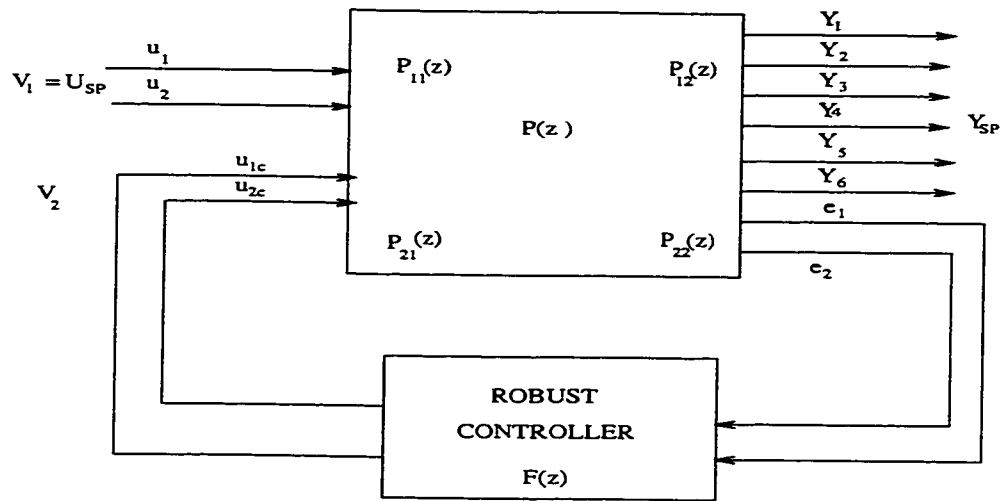 Y1
u1
P11(z)
P12(z)
Y2
V1 = USP
u2
Y3
P(z )
Y4
YSP
Y5
u1c
V2
u2c
Y6
e1
P21(z)
P22(z)
e2
ROBUST
CONTROLLER
F(z)